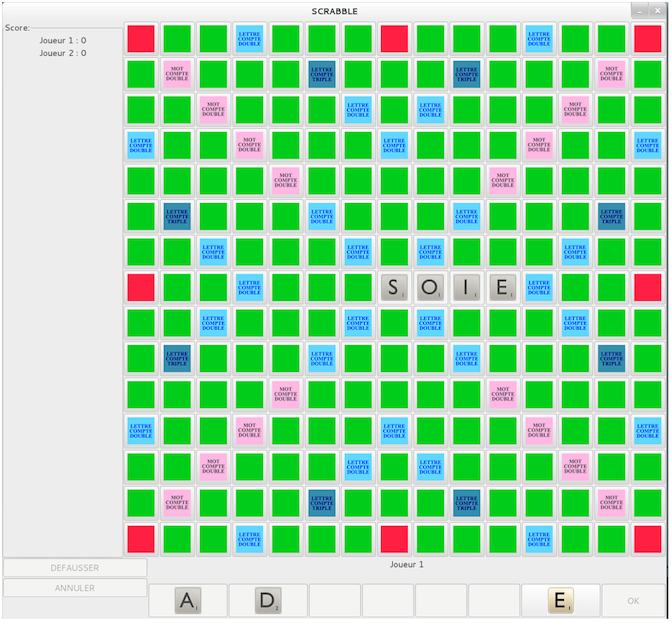 SCRABBLE
Score:
Joueur 1 : 0
Joueur 2 : 0
LETTRE LETTRE
COMPTE COMPTE
DOUBLE DOUBLE
MOT LETTRE LETTRE MOT
COMPTE COMPTE COMPTE COMPTE
DOUBLE TRIPLE TRIPLE DOUBLE
MOT LETTRE LETTRE MOT
COMPTE COMPTE COMPTE COMPTE
DOUBLE DOUBLE DOUBLE DOUBLE
LETTRE MOT LETTRE MOT LETTRE
COMPTE COMPTE COMPTE COMPTE COMPTE
DOUBLE DOUBLE DOUBLE DOUBLE DOUBLE
MOT MOT
COMPTE COMPTE
DOUBLE DOUBLE
LETTRE LETTRE LETTRE LETTRE
COMPTE COMPTE COMPTE COMPTE
TRIPLE DOUBLE DOUBLE TRIPLE
LETTRE LETTRE LETTRE LETTRE
COMPTE COMPTE COMPTE COMPTE
DOUBLE DOUBLE DOUBLE DOUBLE
LETTRE LETTRE
COMPTE S1 O1 I1 E1 COMPTE
DOUBLE DOUBLE
LETTRE LETTRE LETTRE LETTRE
COMPTE COMPTE COMPTE COMPTE
DOUBLE DOUBLE DOUBLE DOUBLE
LETTRE LETTRE LETTRE LETTRE
COMPTE COMPTE COMPTE COMPTE
TRIPLE DOUBLE DOUBLE TRIPLE
MOT MOT
COMPTE COMPTE
DOUBLE DOUBLE
LETTRE MOT LETTRE MOT LETTRE
COMPTE COMPTE COMPTE COMPTE COMPTE
DOUBLE DOUBLE DOUBLE DOUBLE DOUBLE
MOT LETTRE LETTRE MOT
COMPTE COMPTE COMPTE COMPTE
DOUBLE DOUBLE DOUBLE DOUBLE
MOT LETTRE LETTRE MOT
COMPTE COMPTE COMPTE COMPTE
DOUBLE TRIPLE TRIPLE DOUBLE
LETTRE LETTRE
COMPTE COMPTE
DOUBLE DOUBLE
DEFAUSSER
Joueur 1
ANNULER
A1 D2 E1 OK